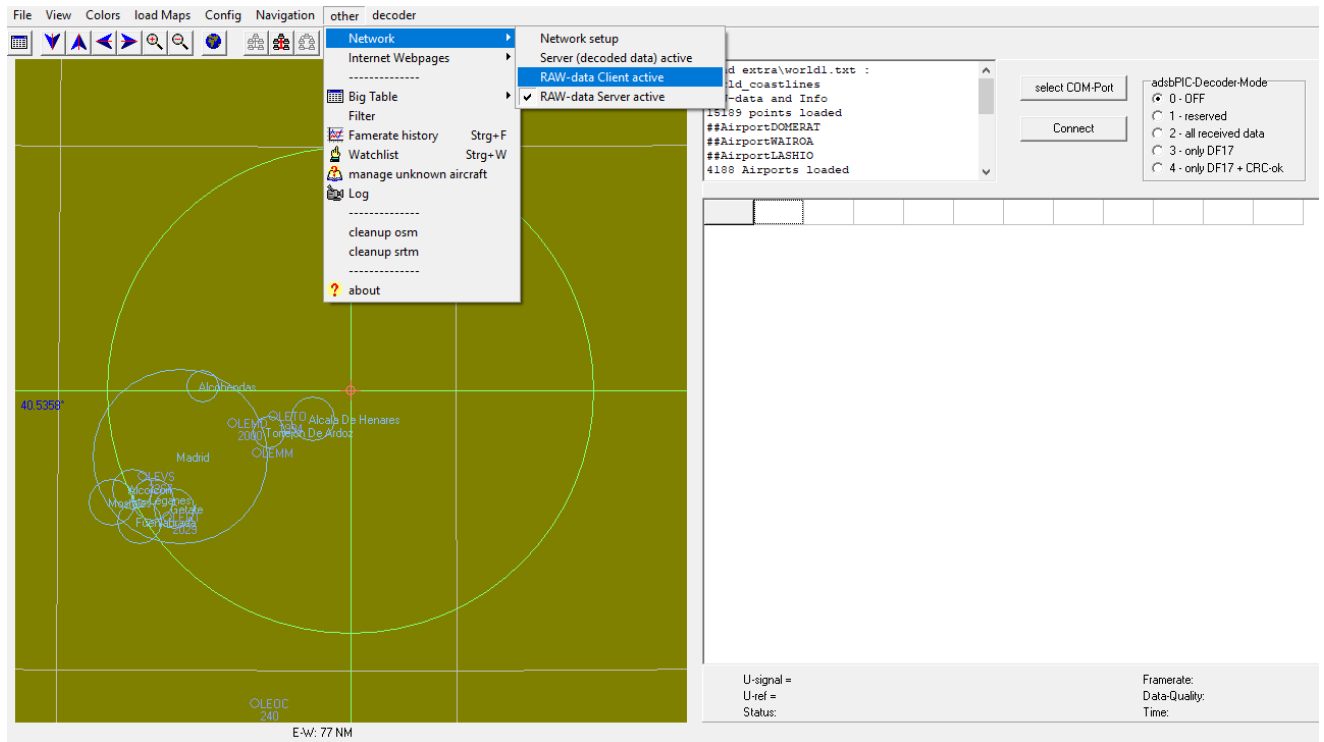 File View Colors load Maps Config Navigation other decoder
Network
Internet Webpages
--------------
Big Table
Filter
Famerate history Strg+F
Watchlist Strg+W
manage unknown aircraft
Log
--------------
cleanup osm
cleanup srtm
--------------
about
Network setup
Server (decoded data) active
RAW-data Client active
RAW-data Server active
extra\world1.txt :
coastlines
-data and Info
15189 points loaded
##AirportDOMERAT
##AirportWAIROA
##AirportLASHIO
4188 Airports loaded
select COM-Port
Connect
adsbPIC-Decoder-Mode
0 - OFF
1 - reserved
2 - all received data
3 - only DF17
4 - only DF17 + CRC-ok
40.5358°
Alcobendas
LETO
Alcala De Henares
2000
Torrejon De Ardoz
LEMM
Madrid
LEVS
Getafe
Fuenlabrada
2029
LEOC
240
E-W: 77 NM
U-signal =
U-ref =
Status:
Framerate:
Data-Quality:
Time: